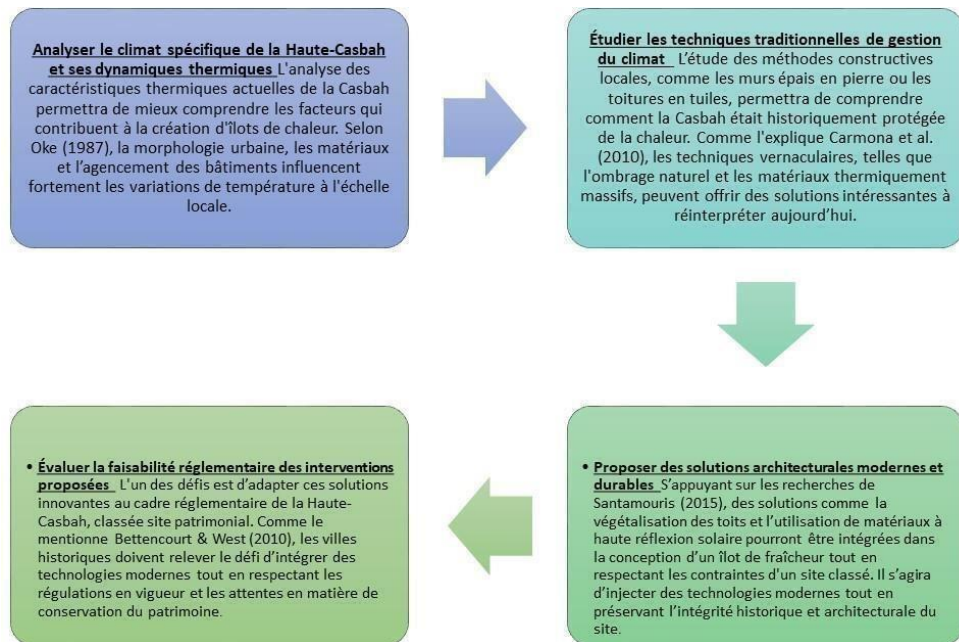 Analyser le climat spécifique de la Haute-Casbah
et ses dynamiques thermiques L'analyse des
caractéristiques thermiques actuelles de la Casbah
permettra de mieux comprendre les facteurs qui
contribuent à la création d'îlots de chaleur. Selon
Oke (1987), la morphologie urbaine, les matériaux
et l’agencement des bâtiments influencent
fortement les variations de température à l'échelle
locale.
Étudier les techniques traditionnelles de gestion
du climat L’étude des méthodes constructives
locales, comme les murs épais en pierre ou les
toitures en tuiles, permettra de comprendre
comment la Casbah était historiquement protégée
de la chaleur. Comme l'explique Carmona et al.
(2010), les techniques vernaculaires, telles que
l'ombrage naturel et les matériaux thermiquement
massifs, peuvent offrir des solutions intéressantes à
réinterpréter aujourd’hui.
• Proposer des solutions architecturales modernes et
durables S’appuyant sur les recherches de
Santamouris (2015), des solutions comme la
végétalisation des toits et l’utilisation de matériaux à
haute réflexion solaire pourront être intégrées dans
la conception d’un îlot de fraîcheur tout en
respectant les contraintes d'un site classé. Il s’agira
d’injecter des technologies modernes tout en
préservant l’intégrité historique et architecturale du
site.
• Évaluer la faisabilité réglementaire des interventions
proposées L'un des défis est d’adapter ces solutions
innovantes au cadre réglementaire de la Haute-
Casbah, classée site patrimonial. Comme le
mentionne Bettencourt & West (2010), les villes
historiques doivent relever le défi d’intégrer des
technologies modernes tout en respectant les
régulations en vigueur et les attentes en matière de
conservation du patrimoine.